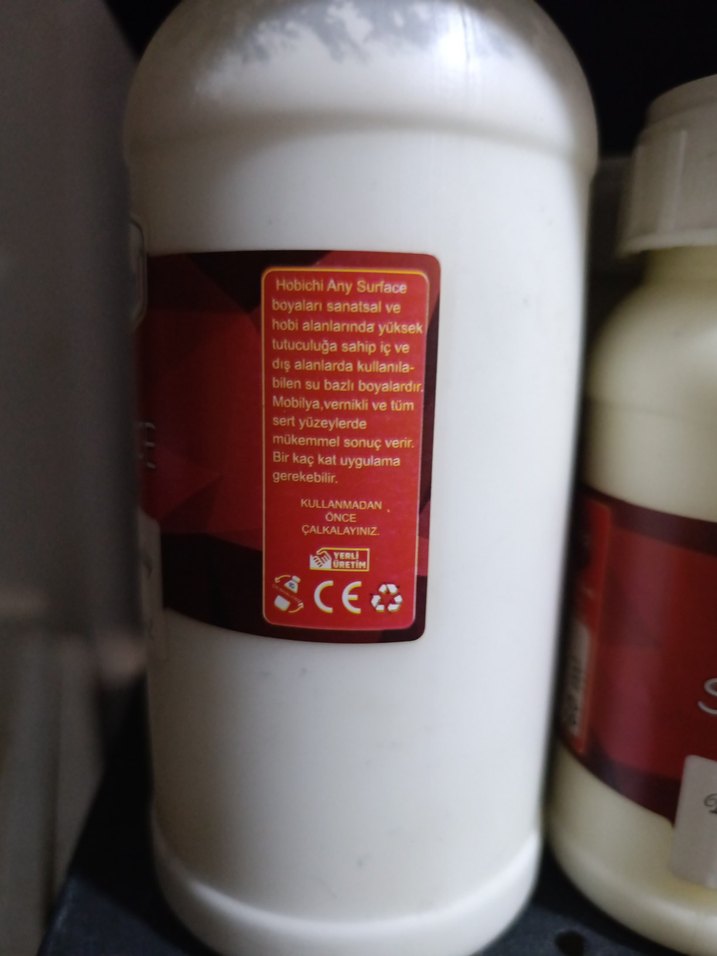 Hobichi Any Surface
boyaları sanatsal ve
hobi alanlarında yüksek
tutuculuğa sahip iç ve
dış alanlarda kullanıla-
bilen su bazlı boyalardır.
Mobilya,vernikli ve tüm
sert yüzeylerde
mükemmel sonuç verir.
Bir kaç kat uygulama
gerekebilir.
KULLANMADAN
ÖNCE
ÇALKALAYINIZ.
YERLİ
ÜRETİM
CE